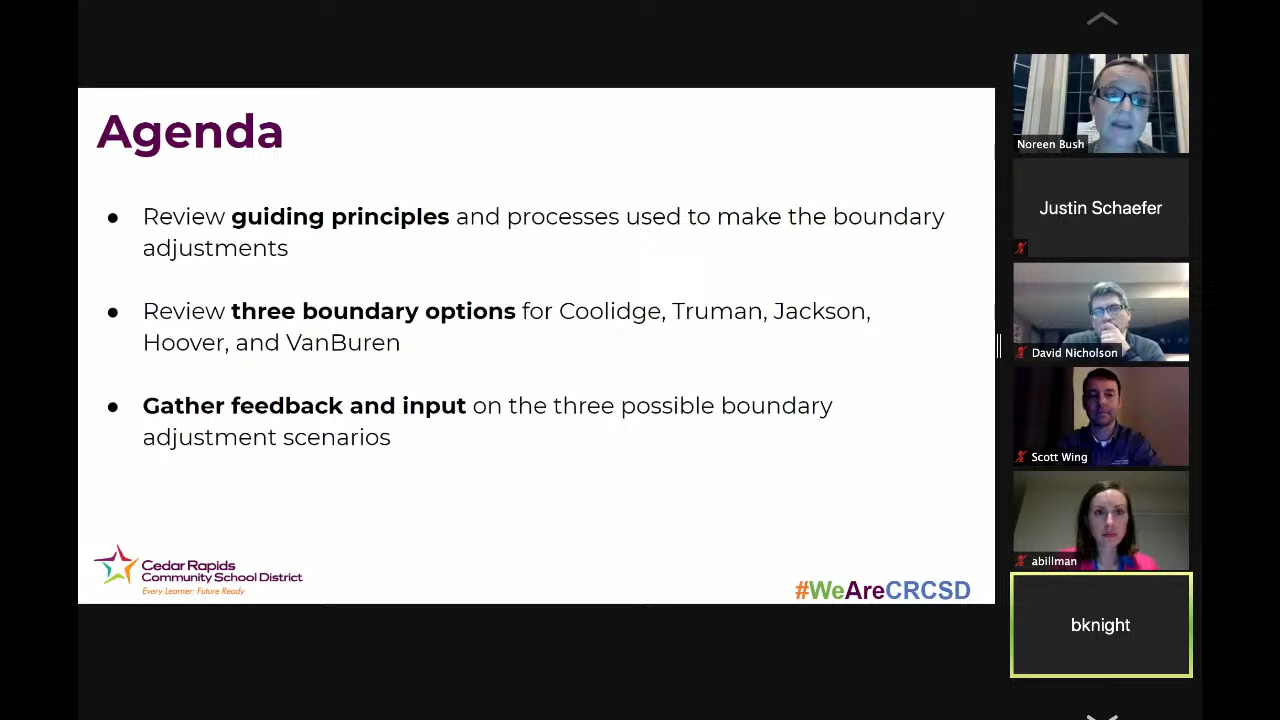 Agenda
● Review guiding principles and processes used to make the boundary
adjustments
● Review three boundary options for Coolidge, Truman, Jackson,
Hoover, and VanBuren
● Gather feedback and input on the three possible boundary
adjustment scenarios
Cedar Rapids
Community School District
Every Learner: Future Ready
#WeAreCRCSD
Noreen Bush
Justin Schaefer
David Nicholson
Scott Wing
abillman
bknight